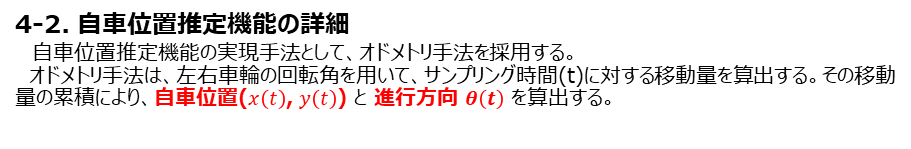 4-2. 自車位置推定機能の詳細
自車位置推定機能の実現手法として、オドメトリ手法を採用する。
オドメトリ手法は、左右車輪の回転角を用いて、サンプリング時間(t)に対する移動量を算出する。その移動
量の累積により、自車位置(x(t), y(t)) と 進行方向 θ(t) を算出する。